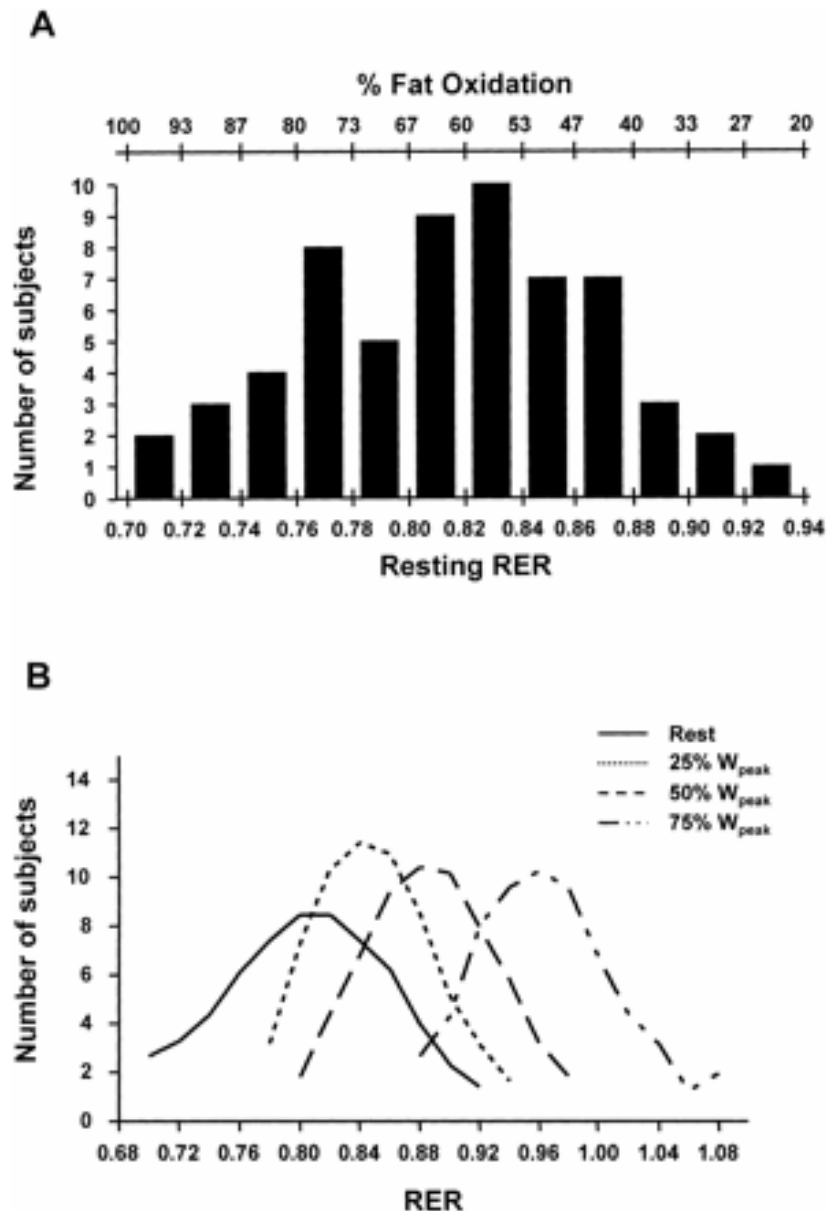 A
% Fat Oxidation
100 93 87 80 73 67 60 53 47 40 33 27 20
10
9
8
7
6
5
4
3
2
1
0
Number of subjects
0.70 0.72 0.74 0.76 0.78 0.80 0.82 0.84 0.86 0.88 0.90 0.92 0.94
Resting RER
B
Rest
25% Wpeak
50% Wpeak
75% Wpeak
14
12
10
8
6
4
2
0
Number of subjects
0.68 0.72 0.76 0.80 0.84 0.88 0.92 0.96 1.00 1.04 1.08
RER